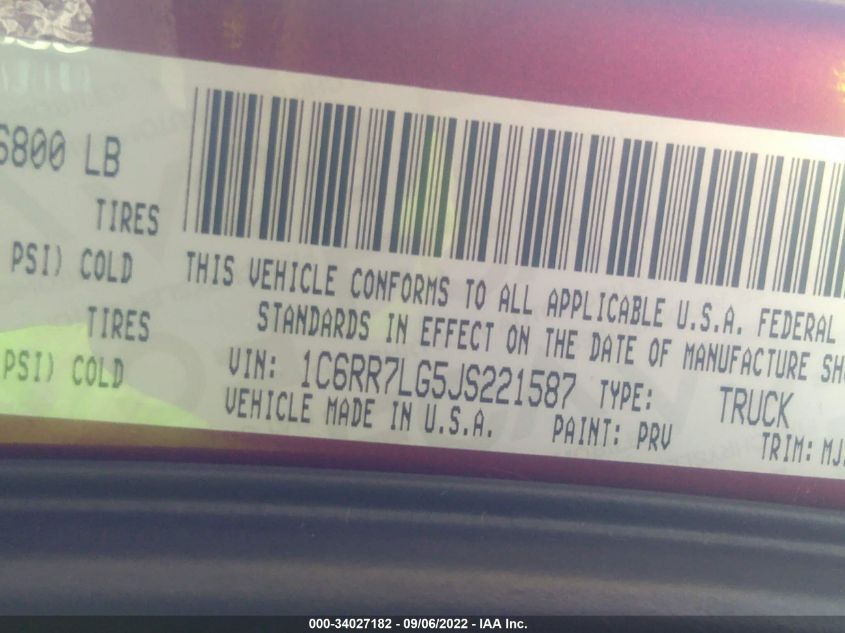 6800 LB
TIRES
PSI) COLD
TIRES
PSI) COLD
THIS VEHICLE CONFORMS TO ALL APPLICABLE U.S.A. FEDERAL
STANDARDS IN EFFECT ON THE DATE OF MANUFACTURE
VIN: 1C6RR7LG5JS221587 TYPE: TRUCK
VEHICLE MADE IN U.S.A. PAINT: PRV TRIM:
000-34027182 - 09/06/2022 - IAA Inc.